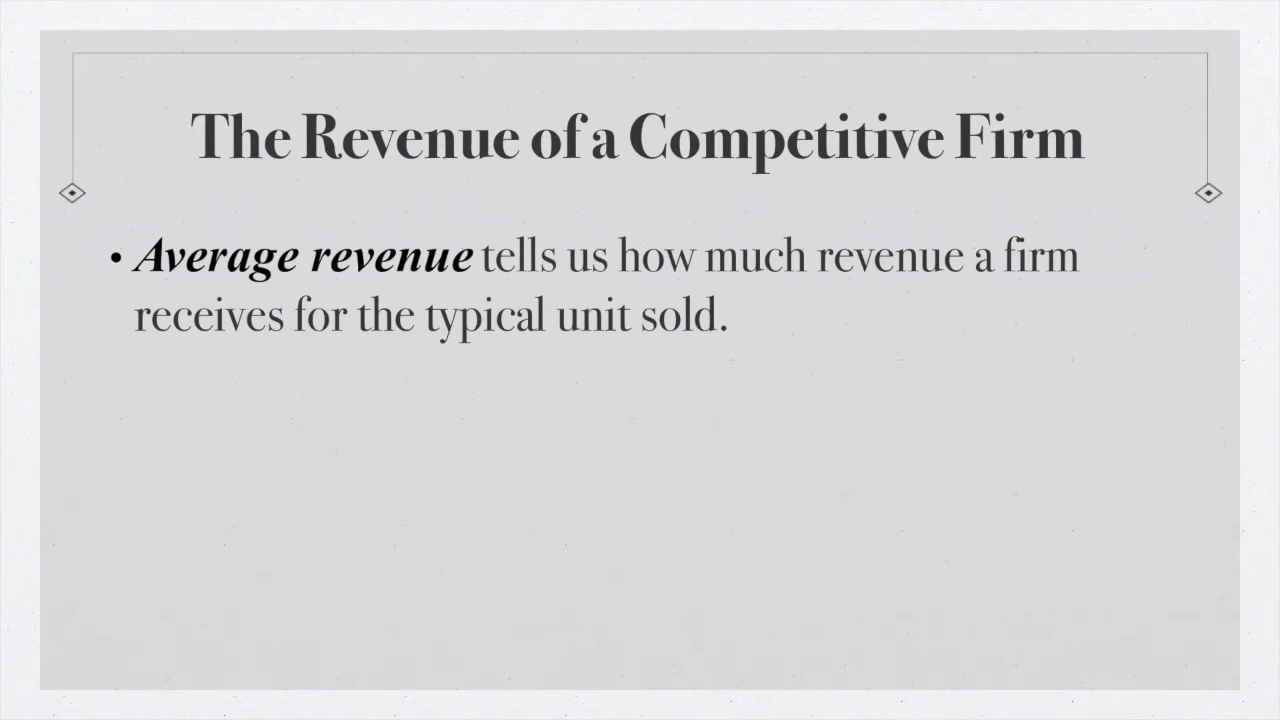 The Revenue of a Competitive Firm
• Average revenue tells us how much revenue a firm
receives for the typical unit sold.